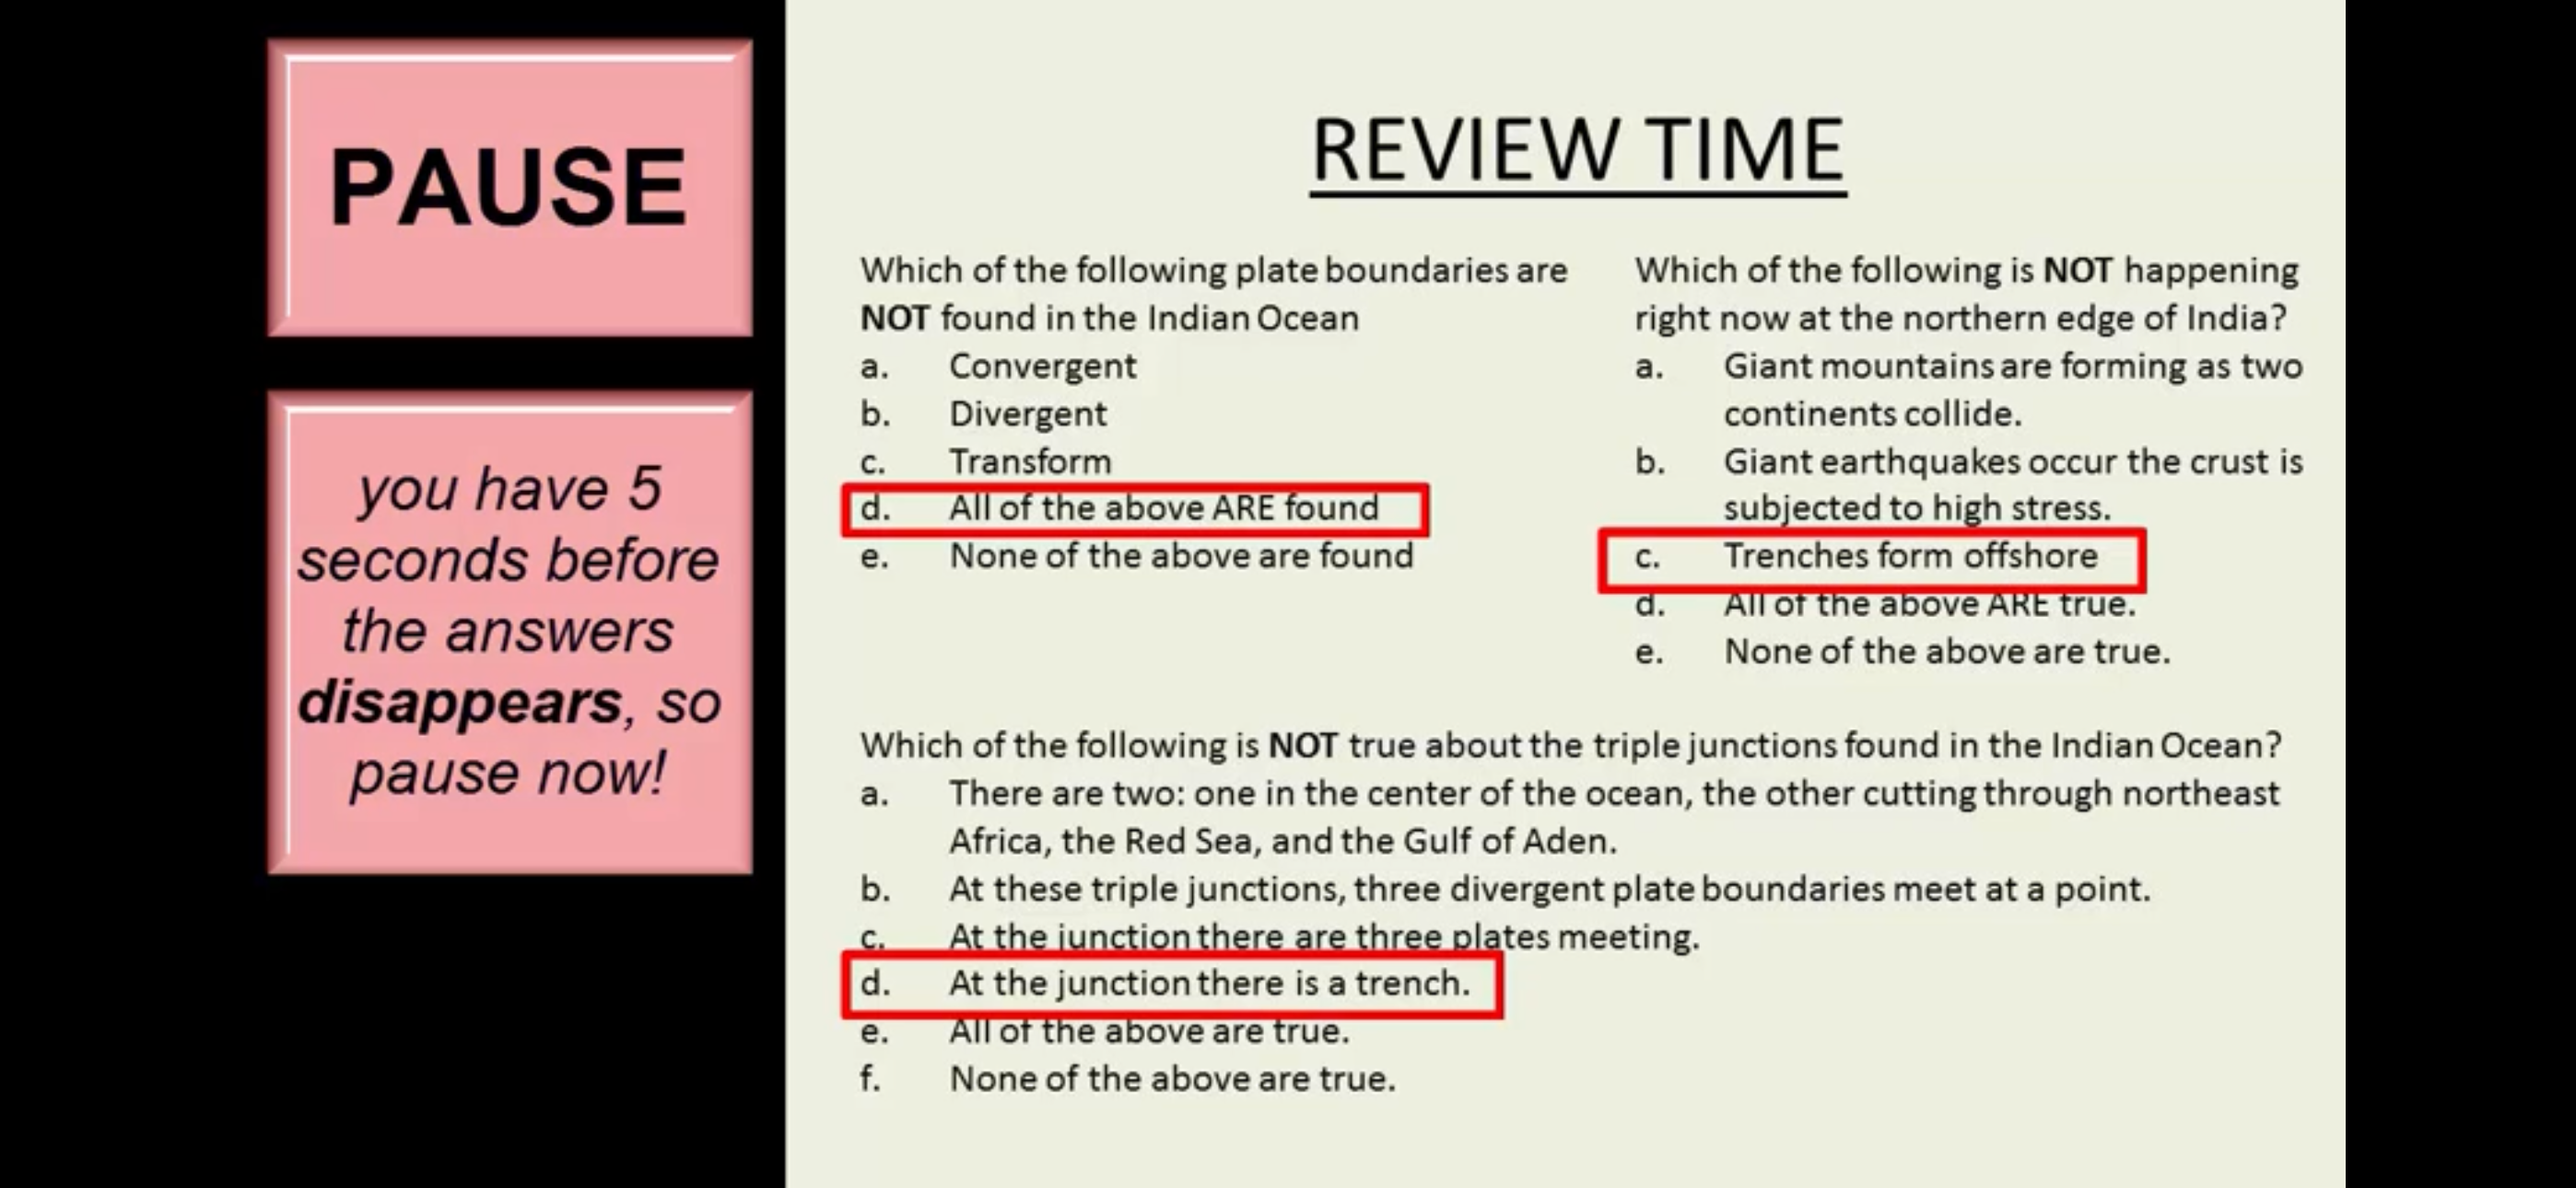 PAUSE
you have 5
seconds before
the answers
disappears, so
pause now!
REVIEW TIME
Which of the following plate boundaries are
NOT found in the Indian Ocean
a. Convergent
b. Divergent
c. Transform
d. All of the above ARE found
e. None of the above are found
Which of the following is NOT happening
right now at the northern edge of India?
a. Giant mountains are forming as two
continents collide.
b. Giant earthquakes occur the crust is
subjected to high stress.
c. Trenches form offshore
d. All of the above ARE true.
e. None of the above are true.
Which of the following is NOT true about the triple junctions found in the Indian Ocean?
a. There are two: one in the center of the ocean, the other cutting through northeast
Africa, the Red Sea, and the Gulf of Aden.
b. At these triple junctions, three divergent plate boundaries meet at a point.
c. At the junction there are three plates meeting.
d. At the junction there is a trench.
e. All of the above are true.
f. None of the above are true.